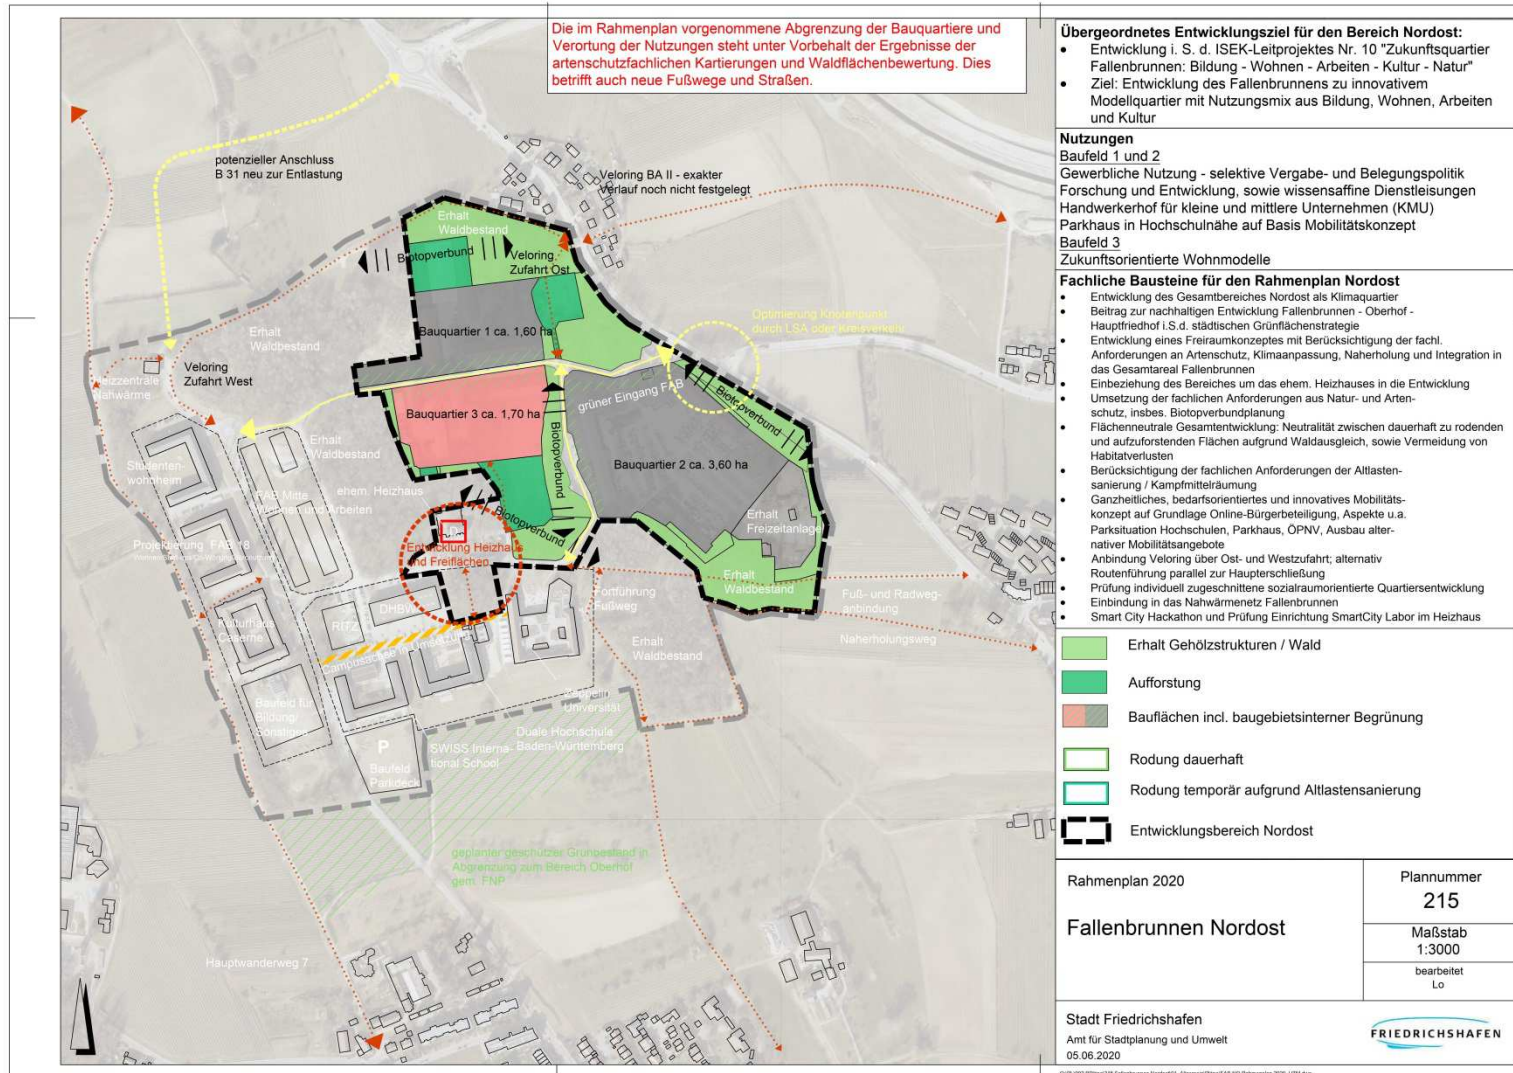 Die im Rahmenplan vorgenommene Abgrenzung der Bauquartiere und
Verortung der Nutzungen steht unter Vorbehalt der Ergebnisse der
artenschutzfachlichen Kartierungen und Waldflächenbewertung. Dies
betrifft auch neue Fußwege und Straßen.
potenzieller Anschluss
B 31 neu zur Entlastung
Veloring BA II - exakter
Verlauf noch nicht festgelegt
Erhalt
Waldbestand
Biotopverbund
Veloring,
Zufahrt Ost
Bauquartier 1 ca. 1,60 ha
Optimierung Knotenpunkt
durch LSA oder Kreisverkehr
Erhalt
Waldbestand
Veloring
Zufahrt West
Heizzentrale
Nahwärme
grüner Eingang FAB
Biotopverbund
Bauquartier 3 ca. 1,70 ha
Biotopverbund
Bauquartier 2 ca. 3,60 ha
Erhalt
Waldbestand
Studenten-
wohnheim
ehem. Heizhaus
FAB Mitte
Wohnen und Arbeiten
Erhalt
Freizeitanlage
Biotopverbund
Projektierung FAB 18
Entwicklung Heizhaus
und Freiflächen
Erhalt
Waldbestand
Fortführung
Fußweg
Fuß- und Radweg-
anbindung
DHBW
RITZ
Kulturhaus
Caserne
Campusachse in Umsetzung
Erhalt
Waldbestand
Naherholungsweg
Baufeld für
Bildung/
Sonstiges
Zeppelin
Universität
Duale Hochschule
Baden-Württemberg
SWISS Interna-
tional School
P
Baufeld
Parkdeck
geplanter geschützer Grünbestand in
Abgrenzung zum Bereich Oberhof
gem. FNP
Hauptwanderweg 7
Übergeordnetes Entwicklungsziel für den Bereich Nordost:
• Entwicklung i. S. d. ISEK-Leitprojektes Nr. 10 "Zukunftsquartier
Fallenbrunnen: Bildung - Wohnen - Arbeiten - Kultur - Natur"
• Ziel: Entwicklung des Fallenbrunnens zu innovativem
Modellquartier mit Nutzungsmix aus Bildung, Wohnen, Arbeiten
und Kultur
Nutzungen
Baufeld 1 und 2
Gewerbliche Nutzung - selektive Vergabe- und Belegungspolitik
Forschung und Entwicklung, sowie wissensaffine Dienstleisungen
Handwerkerhof für kleine und mittlere Unternehmen (KMU)
Parkhaus in Hochschulnähe auf Basis Mobilitätskonzept
Baufeld 3
Zukunftsorientierte Wohnmodelle
Fachliche Bausteine für den Rahmenplan Nordost
• Entwicklung des Gesamtbereiches Nordost als Klimaquartier
• Beitrag zur nachhaltigen Entwicklung Fallenbrunnen - Oberhof -
Hauptfriedhof i.S.d. städtischen Grünflächenstrategie
• Entwicklung eines Freiraumkonzeptes mit Berücksichtigung der fachl.
Anforderungen an Artenschutz, Klimaanpassung, Naherholung und Integration in
das Gesamtareal Fallenbrunnen
• Einbeziehung des Bereiches um das ehem. Heizhauses in die Entwicklung
• Umsetzung der fachlichen Anforderungen aus Natur- und Arten-
schutz, insbes. Biotopverbundplanung
• Flächenneutrale Gesamtentwicklung: Neutralität zwischen dauerhaft zu rodenden
und aufzuforstenden Flächen aufgrund Waldausgleich, sowie Vermeidung von
Habitatverlusten
• Berücksichtigung der fachlichen Anforderungen der Altlasten-
sanierung / Kampfmittelräumung
• Ganzheitliches, bedarfsorientiertes und innovatives Mobilitäts-
konzept auf Grundlage Online-Bürgerbeteiligung, Aspekte u.a.
Parksituation Hochschulen, Parkhaus, ÖPNV, Ausbau alter-
nativer Mobilitätsangebote
• Anbindung Veloring über Ost- und Westzufahrt; alternativ
Routenführung parallel zur Haupterschließung
• Prüfung individuell zugeschnittene sozialraumorientierte Quartiersentwicklung
• Einbindung in das Nahwärmenetz Fallenbrunnen
• Smart City Hackathon und Prüfung Einrichtung SmartCity Labor im Heizhaus
Erhalt Gehölzstrukturen / Wald
Aufforstung
Bauflächen incl. baugebietsinterner Begrünung
Rodung dauerhaft
Rodung temporär aufgrund Altlastensanierung
Entwicklungsbereich Nordost
Rahmenplan 2020
Fallenbrunnen Nordost
Plannummer
215
Maßstab
1:3000
bearbeitet
Lo
Stadt Friedrichshafen
Amt für Stadtplanung und Umwelt
05.06.2020
FRIEDRICHSHAFEN